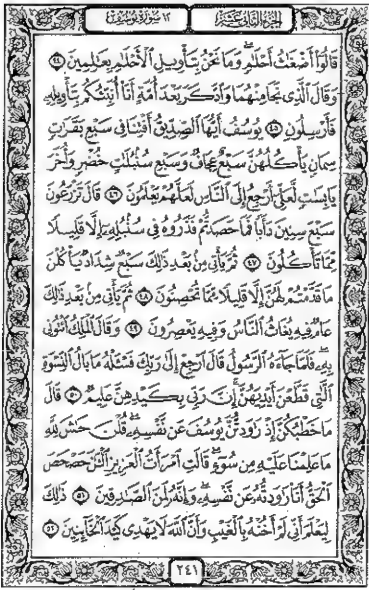 الجزء الثاني عشر
١٢ سورة يوسف
قَالُوٓاْ أَضْغَٰثُ أَحْلَٰمٍۖ وَمَا نَحْنُ بِتَأْوِيلِ ٱلْأَحْلَٰمِ بِعَٰلِمِينَ ٤٤
وَقَالَ ٱلَّذِى نَجَا مِنْهُمَا وَٱدَّكَرَ بَعْدَ أُمَّةٍ أَنَا۠ أُنَبِّئُكُم بِتَأْوِيلِهِۦ
فَأَرْسِلُونِ ٤٥ يُوسُفُ أَيُّهَا ٱلصِّدِّيقُ أَفْتِنَا فِى سَبْعِ بَقَرَٰتٍ
سِمَانٍ يَأْكُلُهُنَّ سَبْعٌ عِجَافٌ وَسَبْعِ سُنۢبُلَٰتٍ خُضْرٍ وَأُخَرَ
يَابِسَٰتٍ لَّعَلِّىٓ أَرْجِعُ إِلَى ٱلنَّاسِ لَعَلَّهُمْ يَعْلَمُونَ ٤٦ قَالَ تَزْرَعُونَ
سَبْعَ سِنِينَ دَأَبًا فَمَا حَصَدتُّمْ فَذَرُوهُ فِى سُنۢبُلِهِۦٓ إِلَّا قَلِيلًا
مِّمَّا تَأْكُلُونَ ٤٧ ثُمَّ يَأْتِى مِنۢ بَعْدِ ذَٰلِكَ سَبْعٌ شِدَادٌ يَأْكُلْنَ
مَا قَدَّمْتُمْ لَهُنَّ إِلَّا قَلِيلًا مِّمَّا تُحْصِنُونَ ٤٨ ثُمَّ يَأْتِى مِنۢ بَعْدِ ذَٰلِكَ
عَامٌ فِيهِ يُغَاثُ ٱلنَّاسُ وَفِيهِ يَعْصِرُونَ ٤٩ وَقَالَ ٱلْمَلِكُ ٱئْتُونِى
بِهِۦۖ فَلَمَّا جَآءَهُ ٱلرَّسُولُ قَالَ ٱرْجِعْ إِلَىٰ رَبِّكَ فَسْـَٔلْهُ مَا بَالُ ٱلنِّسْوَةِ
ٱلَّٰتِى قَطَّعْنَ أَيْدِيَهُنَّۚ إِنَّ رَبِّى بِكَيْدِهِنَّ عَلِيمٌ ٥٠ قَالَ
مَا خَطْبُكُنَّ إِذْ رَٰوَدتُّنَّ يُوسُفَ عَن نَّفْسِهِۦۚ قُلْنَ حَٰشَ لِلَّهِ
مَا عَلِمْنَا عَلَيْهِ مِن سُوٓءٍۚ قَالَتِ ٱمْرَأَتُ ٱلْعَزِيزِ ٱلْـَٰٔنَ حَصْحَصَ
ٱلْحَقُّ أَنَا۠ رَٰوَدتُّهُۥ عَن نَّفْسِهِۦ وَإِنَّهُۥ لَمِنَ ٱلصَّٰدِقِينَ ٥١ ذَٰلِكَ
لِيَعْلَمَ أَنِّى لَمْ أَخُنْهُ بِٱلْغَيْبِ وَأَنَّ ٱللَّهَ لَا يَهْدِى كَيْدَ ٱلْخَآئِنِينَ ٥٢
٢٤١